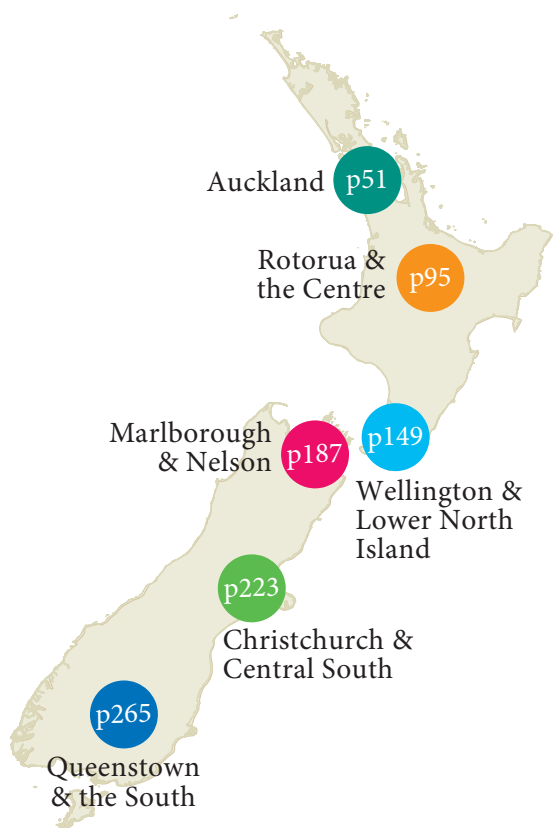 Auckland
p51
Rotorua &
the Centre
p95
Marlborough
& Nelson
p187
p149
Wellington &
Lower North
Island
p223
Christchurch &
Central South
p265
Queenstown
& the South